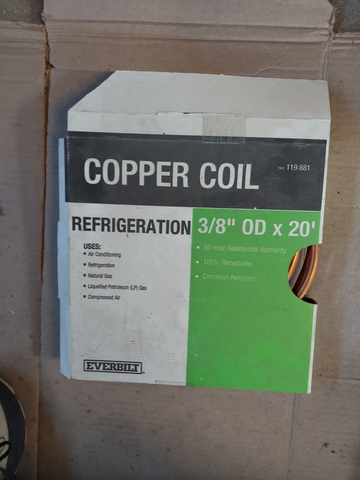 COPPER COIL
119 881
REFRIGERATION 3/8" OD x 20'
USES:
• Air Conditioning
• Refrigeration
• Natural Gas
• Liquefied Petroleum (LP) Gas
• Compressed Air
• 50-Year Residential Warranty
• 100% Recyclable
• Corrosion Resistant
EVERBILT